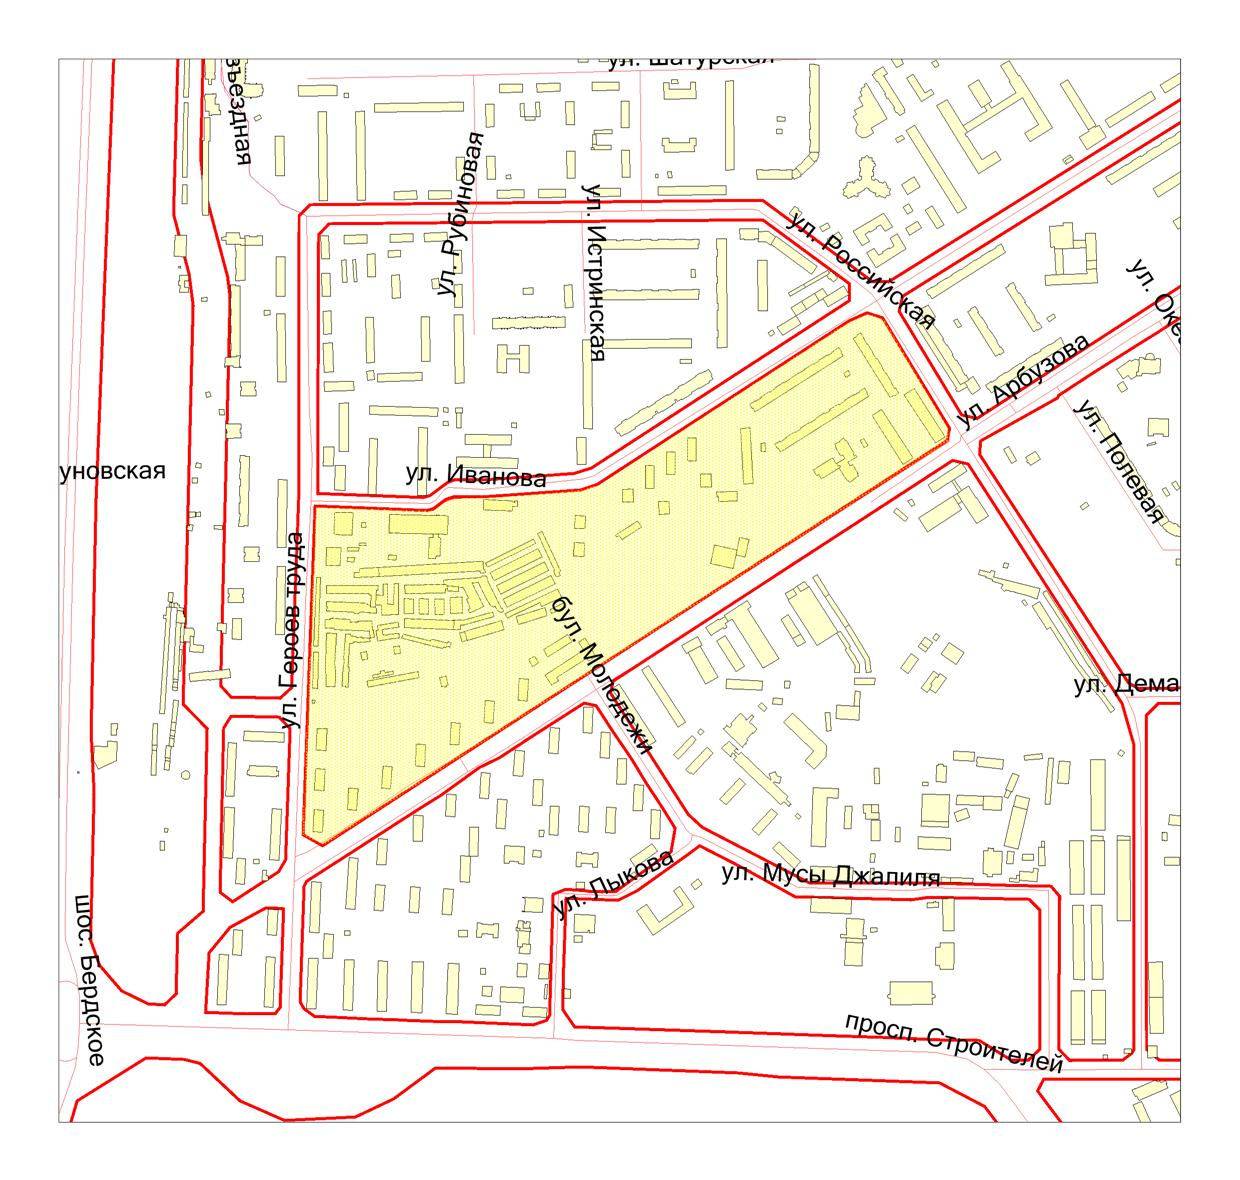 ул. Шатурская
ул. Рубиновая
ул. Истринская
ул. Российская
ул. Арбузова
ул. Полевая
уновская
ул. Иванова
ул. Героев труда
бул. Молодежи
ул. Дема
ул. Лыкова
ул. Мусы Джалиля
шос. Бердское
просп. Строителей